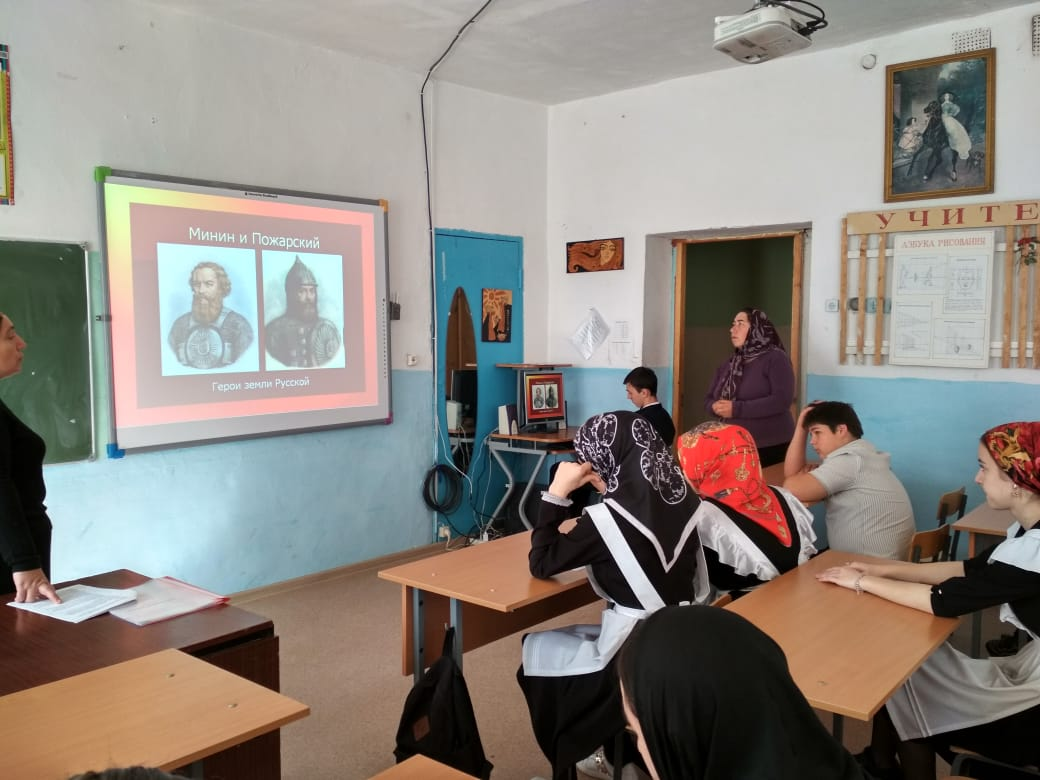 Минин и Пожарский
Герои земли Русской
УЧИТЕ
АЗБУКА РИСОВАНИЯ